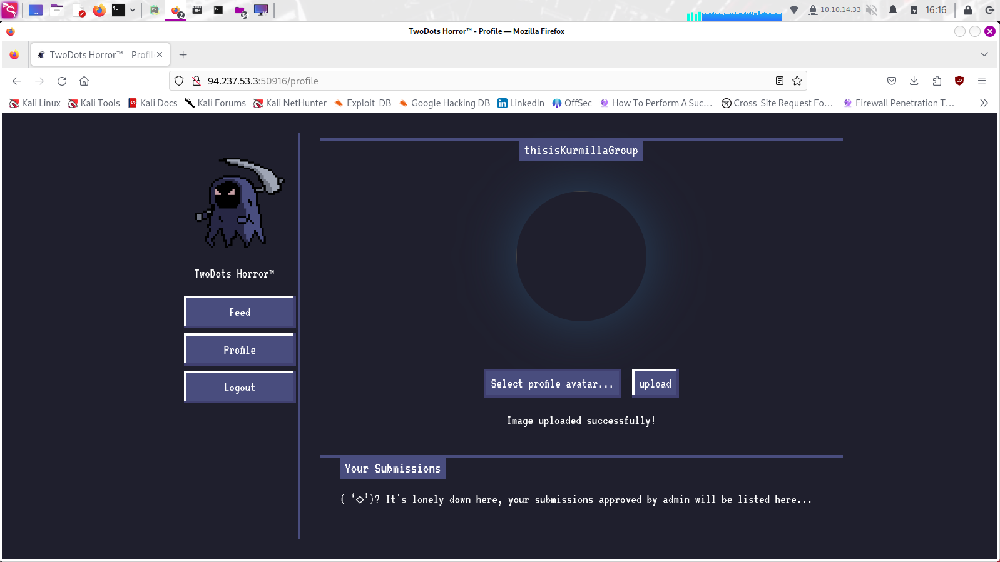 10.10.14.33
16:16
2
34
TwoDots Horror™ - Profile — Mozilla Firefox
TwoDots Horror™ - Profil
94.237.53.3:50916/profile
Kali Linux
Kali Tools
Kali Docs
Kali Forums
Kali NetHunter
Exploit-DB
Google Hacking DB
LinkedIn
OffSec
How To Perform A Suc…
Cross-Site Request Fo…
Firewall Penetration T…
thisisKurmillaGroup
TwoDots Horror™
Feed
Profile
Logout
Select profile avatar...
upload
Image uploaded successfully!
Your Submissions
( ‘◇’)? It's lonely down here, your submissions approved by admin will be listed here...